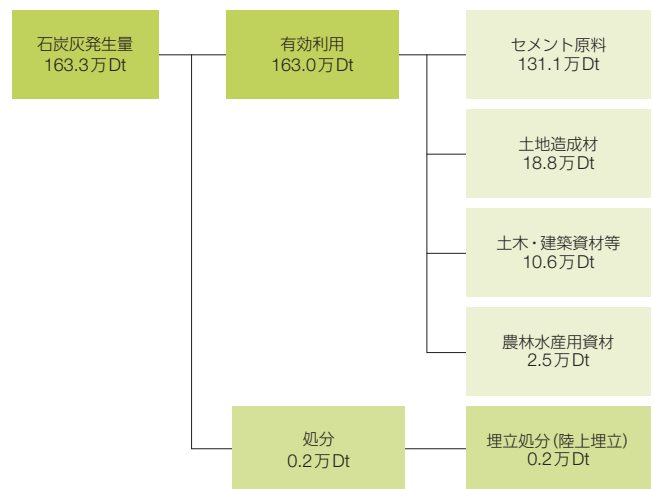 石炭灰発生量
163.3万Dt
有効利用
163.0万Dt
セメント原料
131.1万Dt
土地造成材
18.8万Dt
土木・建築資材等
10.6万Dt
農林水産用資材
2.5万Dt
処分
0.2万Dt
埋立処分(陸上埋立)
0.2万Dt